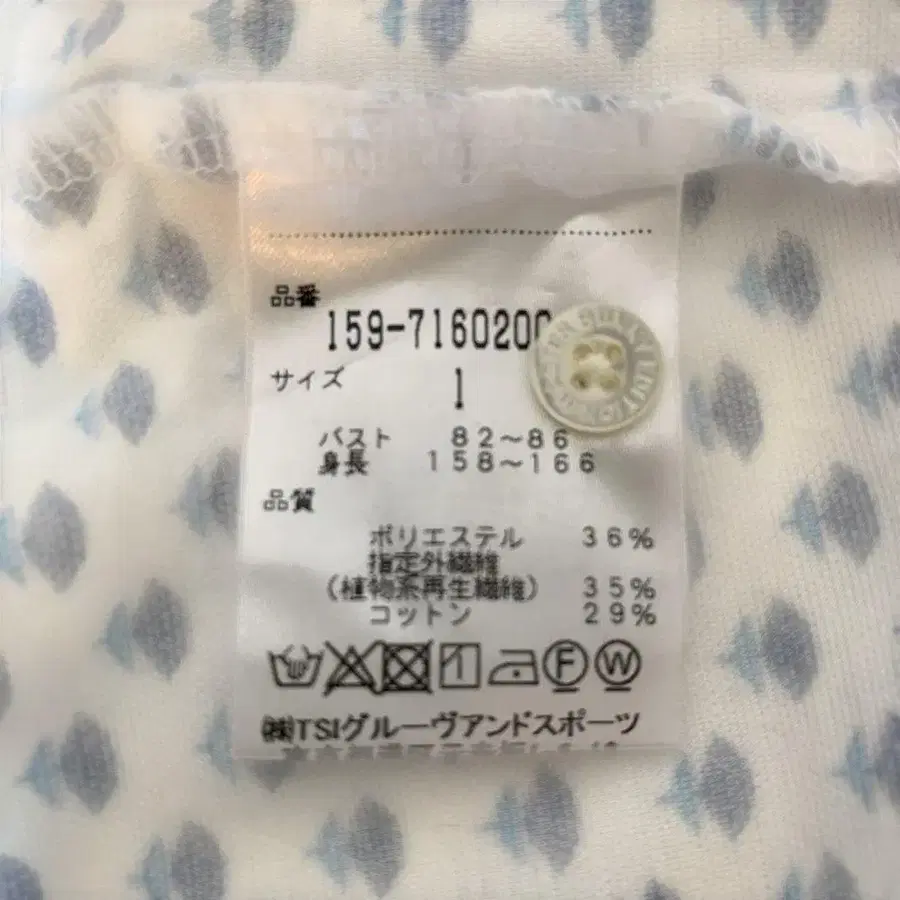 品番
159-7160200
サイズ 1
バスト 82～86
身長 158～166
品質
ポリエステル 36%
指定外繊維
(植物系再生繊維) 35%
コットン 29%
F W
㈱TSIグルーヴアンドスポーツ